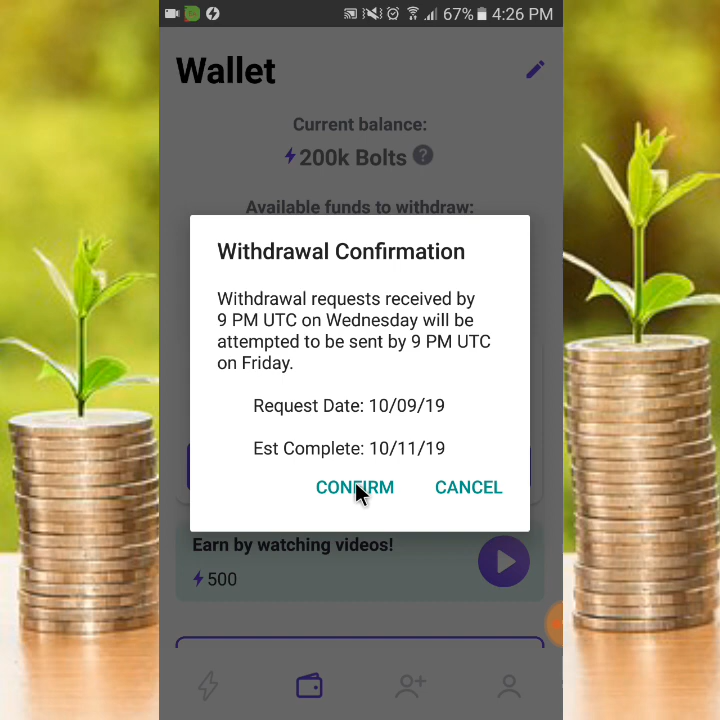 67% 4:26 PM
Wallet
Current balance:
200k Bolts ?
Available funds to withdraw:
Withdrawal Confirmation
Withdrawal requests received by
9 PM UTC on Wednesday will be
attempted to be sent by 9 PM UTC
on Friday.
Request Date: 10/09/19
Est Complete: 10/11/19
CONFIRM CANCEL
Earn by watching videos!
500